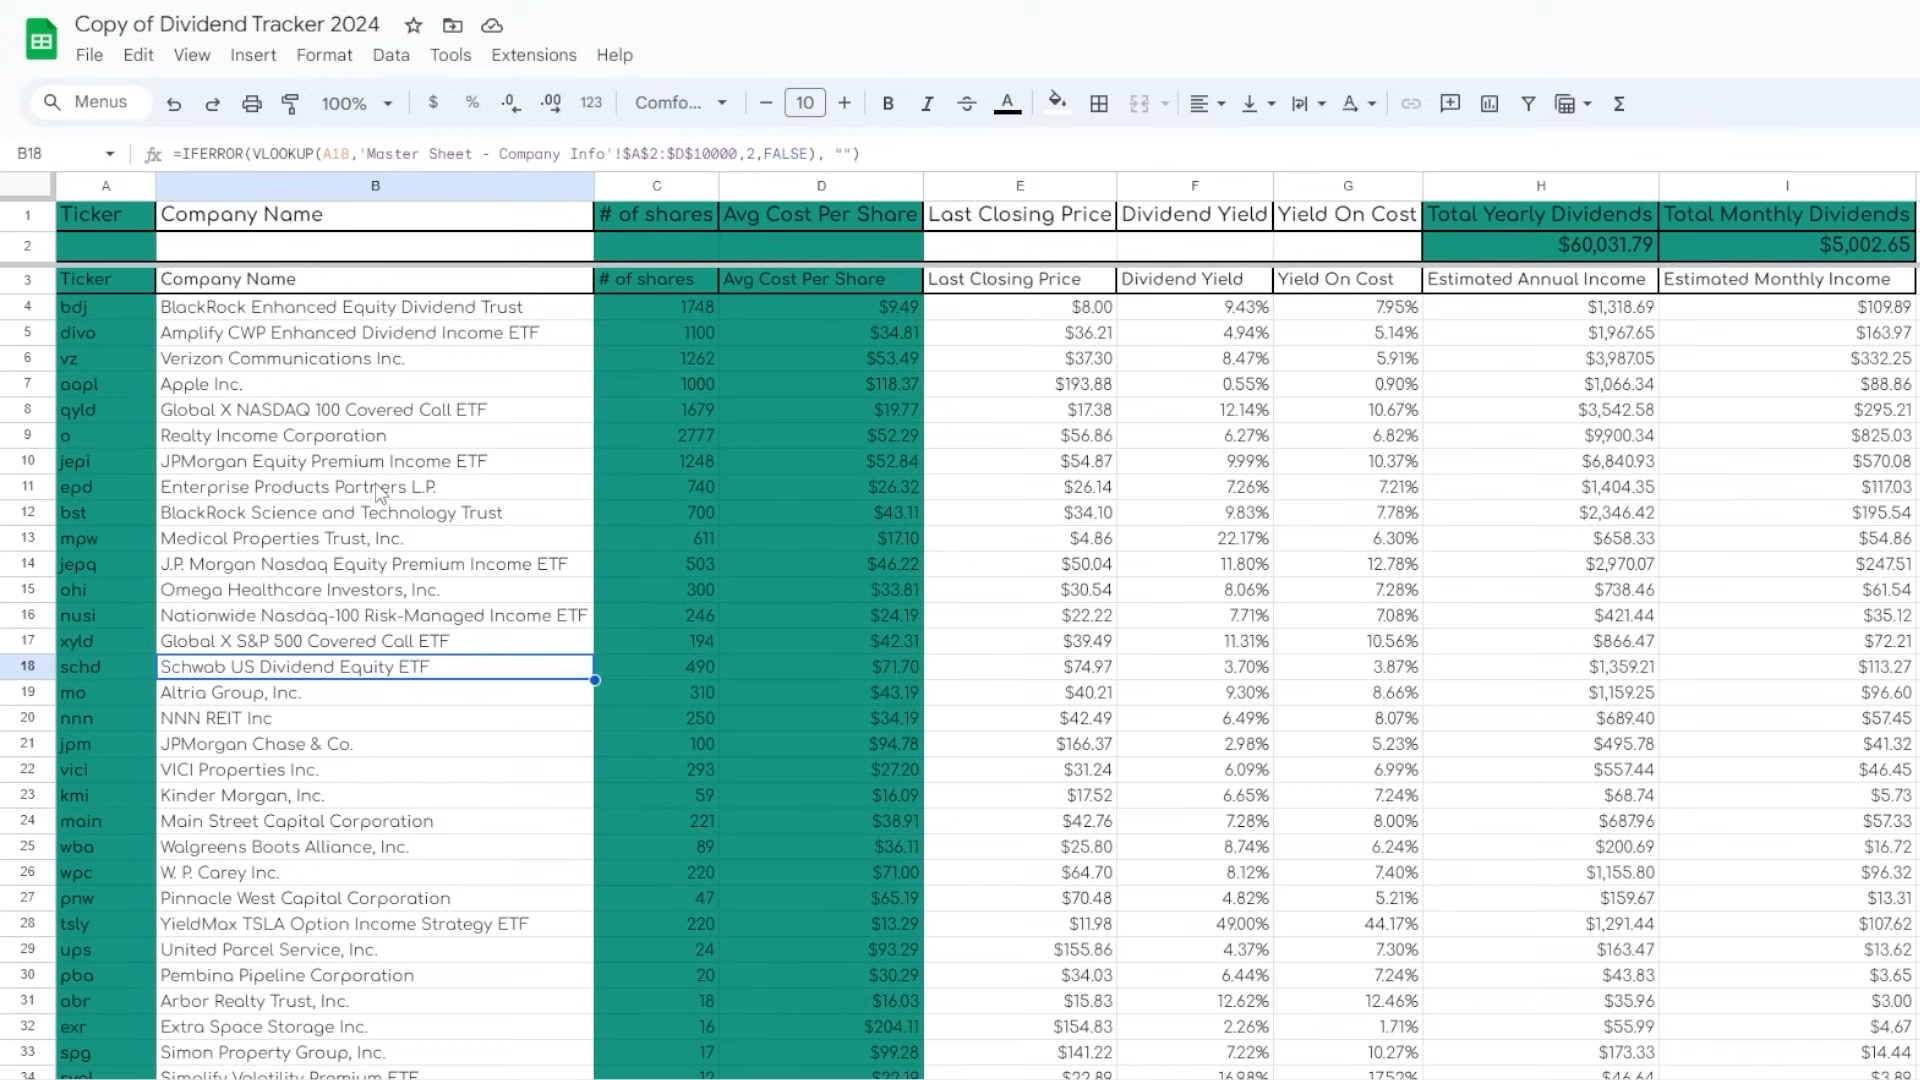 Copy of Dividend Tracker 2024
File Edit View Insert Format Data Tools Extensions Help
Menus 100% $ % .0 .00 123 Comfo... 10 B I A
B18 fx =IFERROR(VLOOKUP(A18,'Master Sheet - Company Info'!$A$2:$D$10000,2,FALSE), "")
A B C D E F G H I
1 Ticker Company Name # of shares Avg Cost Per Share Last Closing Price Dividend Yield Yield On Cost Total Yearly Dividends Total Monthly Dividends
2 $60,031.79 $5,002.65
3 Ticker Company Name # of shares Avg Cost Per Share Last Closing Price Dividend Yield Yield On Cost Estimated Annual Income Estimated Monthly Income
4 bdj BlackRock Enhanced Equity Dividend Trust 1748 $9.49 $8.00 9.43% 7.95% $1,318.69 $109.89
5 divo Amplify CWP Enhanced Dividend Income ETF 1100 $34.81 $36.21 4.94% 5.14% $1,967.65 $163.97
6 vz Verizon Communications Inc. 1262 $53.49 $37.30 8.47% 5.91% $3,987.05 $332.25
7 aapl Apple Inc. 1000 $118.37 $193.88 0.55% 0.90% $1,066.34 $88.86
8 qyld Global X NASDAQ 100 Covered Call ETF 1679 $19.77 $17.38 12.14% 10.67% $3,542.58 $295.21
9 o Realty Income Corporation 2777 $52.29 $56.86 6.27% 6.82% $9,900.34 $825.03
10 jepi JPMorgan Equity Premium Income ETF 1248 $52.84 $54.87 9.99% 10.37% $6,840.93 $570.08
11 epd Enterprise Products Partners L.P. 740 $26.32 $26.14 7.26% 7.21% $1,404.35 $117.03
12 bst BlackRock Science and Technology Trust 700 $43.11 $34.10 9.83% 7.78% $2,346.42 $195.54
13 mpw Medical Properties Trust, Inc. 611 $17.10 $4.86 22.17% 6.30% $658.33 $54.86
14 jepq J.P. Morgan Nasdaq Equity Premium Income ETF 503 $46.22 $50.04 11.80% 12.78% $2,970.07 $247.51
15 ohi Omega Healthcare Investors, Inc. 300 $33.81 $30.54 8.06% 7.28% $738.46 $61.54
16 nusi Nationwide Nasdaq-100 Risk-Managed Income ETF 246 $24.19 $22.22 7.71% 7.08% $421.44 $35.12
17 xyld Global X S&P 500 Covered Call ETF 194 $42.31 $39.49 11.31% 10.56% $866.47 $72.21
18 schd Schwab US Dividend Equity ETF 490 $71.70 $74.97 3.70% 3.87% $1,359.21 $113.27
19 mo Altria Group, Inc. 310 $43.19 $40.21 9.30% 8.66% $1,159.25 $96.60
20 nnn NNN REIT Inc 250 $34.19 $42.49 6.49% 8.07% $689.40 $57.45
21 jpm JPMorgan Chase & Co. 100 $94.78 $166.37 2.98% 5.23% $495.78 $41.32
22 vici VICI Properties Inc. 293 $27.20 $31.24 6.09% 6.99% $557.44 $46.45
23 kmi Kinder Morgan, Inc. 59 $16.09 $17.52 6.65% 7.24% $68.74 $5.73
24 main Main Street Capital Corporation 221 $38.91 $42.76 7.28% 8.00% $687.96 $57.33
25 wba Walgreens Boots Alliance, Inc. 89 $36.11 $25.80 8.74% 6.24% $200.69 $16.72
26 wpc W. P. Carey Inc. 220 $71.00 $64.70 8.12% 7.40% $1,155.80 $96.32
27 pnw Pinnacle West Capital Corporation 47 $65.19 $70.48 4.82% 5.21% $159.67 $13.31
28 tsly YieldMax TSLA Option Income Strategy ETF 220 $13.29 $11.98 49.00% 44.17% $1,291.44 $107.62
29 ups United Parcel Service, Inc. 24 $93.29 $155.86 4.37% 7.30% $163.47 $13.62
30 pba Pembina Pipeline Corporation 20 $30.29 $34.03 6.44% 7.24% $43.83 $3.65
31 abr Arbor Realty Trust, Inc. 18 $16.03 $15.83 12.62% 12.46% $35.96 $3.00
32 exr Extra Space Storage Inc. 16 $204.11 $154.83 2.26% 1.71% $55.99 $4.67
33 spg Simon Property Group, Inc. 17 $99.28 $141.22 7.22% 10.27% $173.33 $14.44
34 svol Simplify Volatility Premium ETF 12 $22.19 $22.89 16.98% 17.52% $46.64 $3.89